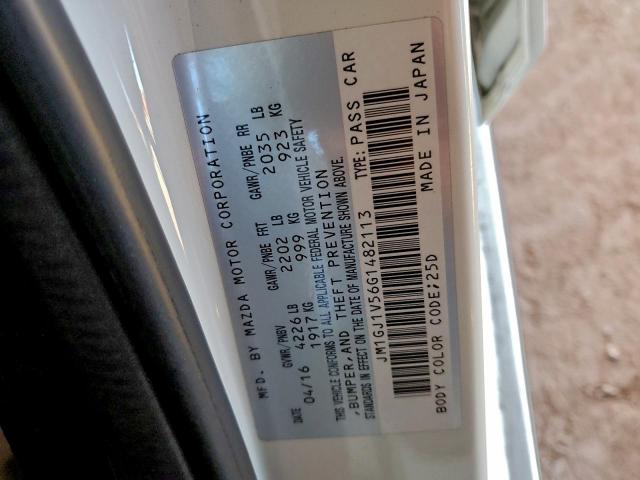 MFD. BY MAZDA MOTOR CORPORATION
DATE GVWR/PNBV GAWR/PNBE FRT GAWR/PNBE RR
04/16 4226 LB 2202 LB 2035 LB
1917 KG 999 KG 923 KG
THIS VEHICLE CONFORMS TO ALL APPLICABLE FEDERAL MOTOR VEHICLE SAFETY
,BUMPER, AND THEFT PREVENTION
STANDARDS IN EFFECT ON THE DATE OF MANUFACTURE SHOWN ABOVE.
JM1GJ1V56G1482113 TYPE: PASS CAR
BODY COLOR CODE:25D MADE IN JAPAN